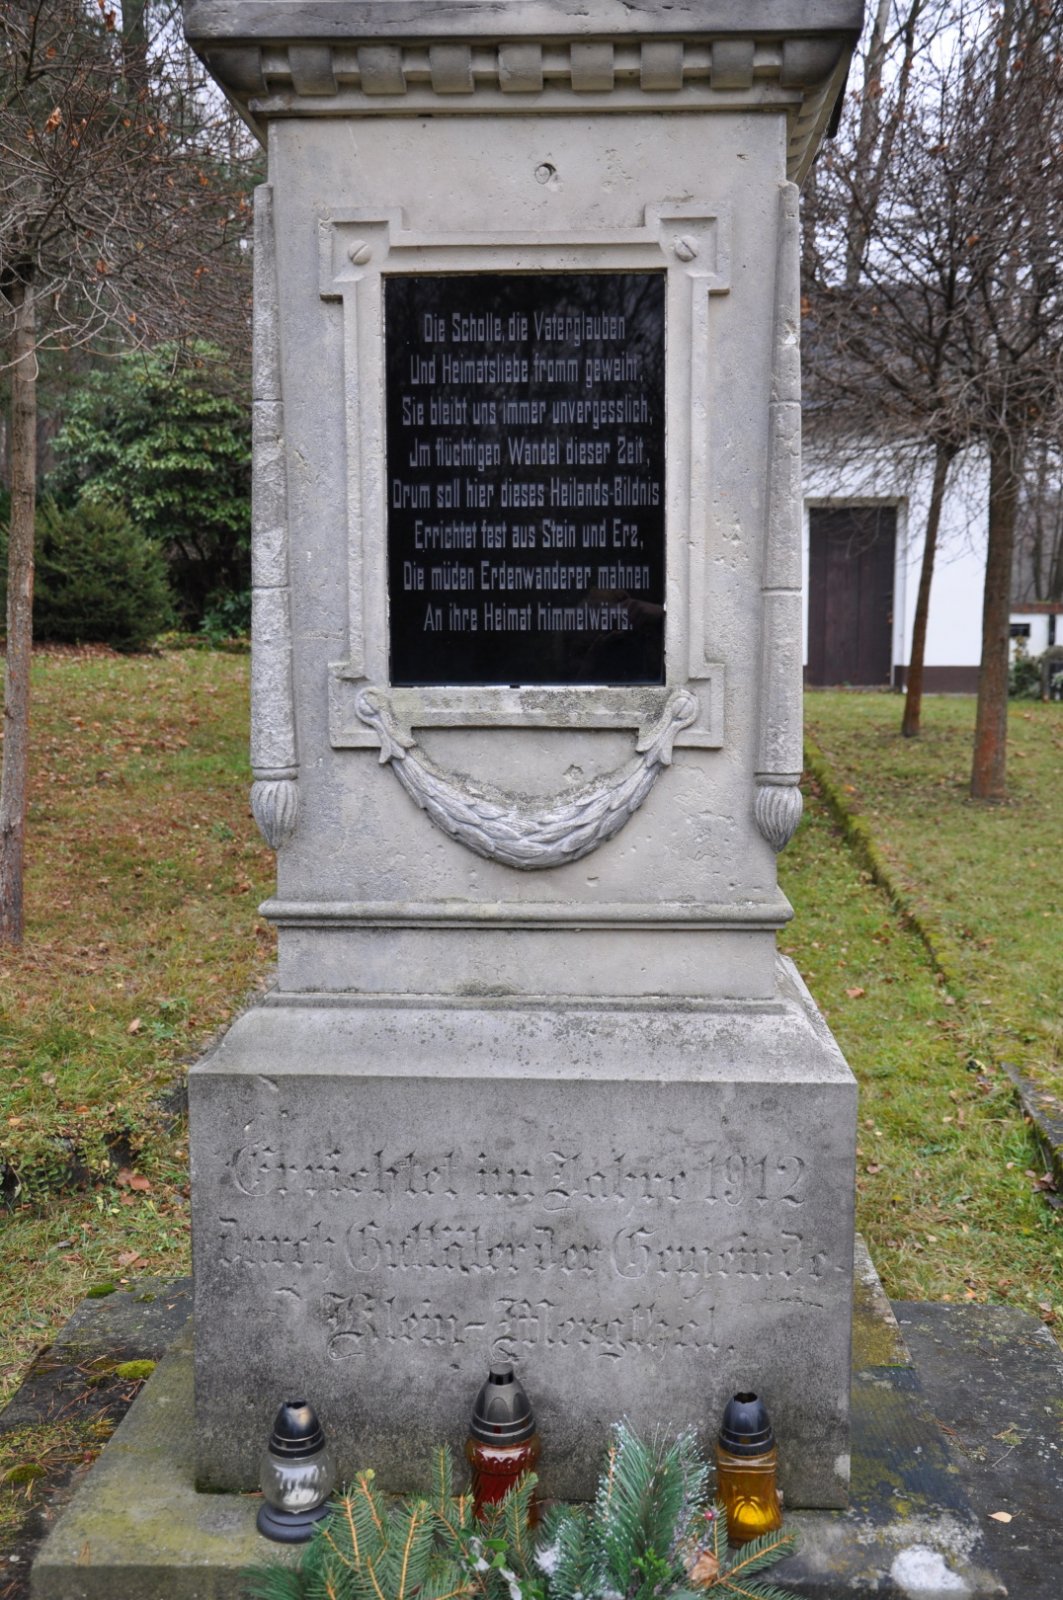 Die Scholle, die Vaterglauben
Und Heimatsliebe fromm geweiht,
Sie bleibt uns immer unvergesslich,
Jm flüchtigen Wandel dieser Zeit,
Drum soll hier dieses Heilands-Bildnis
Errichtet fest aus Stein und Erz,
Die müden Erdenwanderer mahnen
An ihre Heimat himmelwärts.
Errichtet im Jahre 1912
durch Guttäter der Gemeinde
Klein-Mergthal.